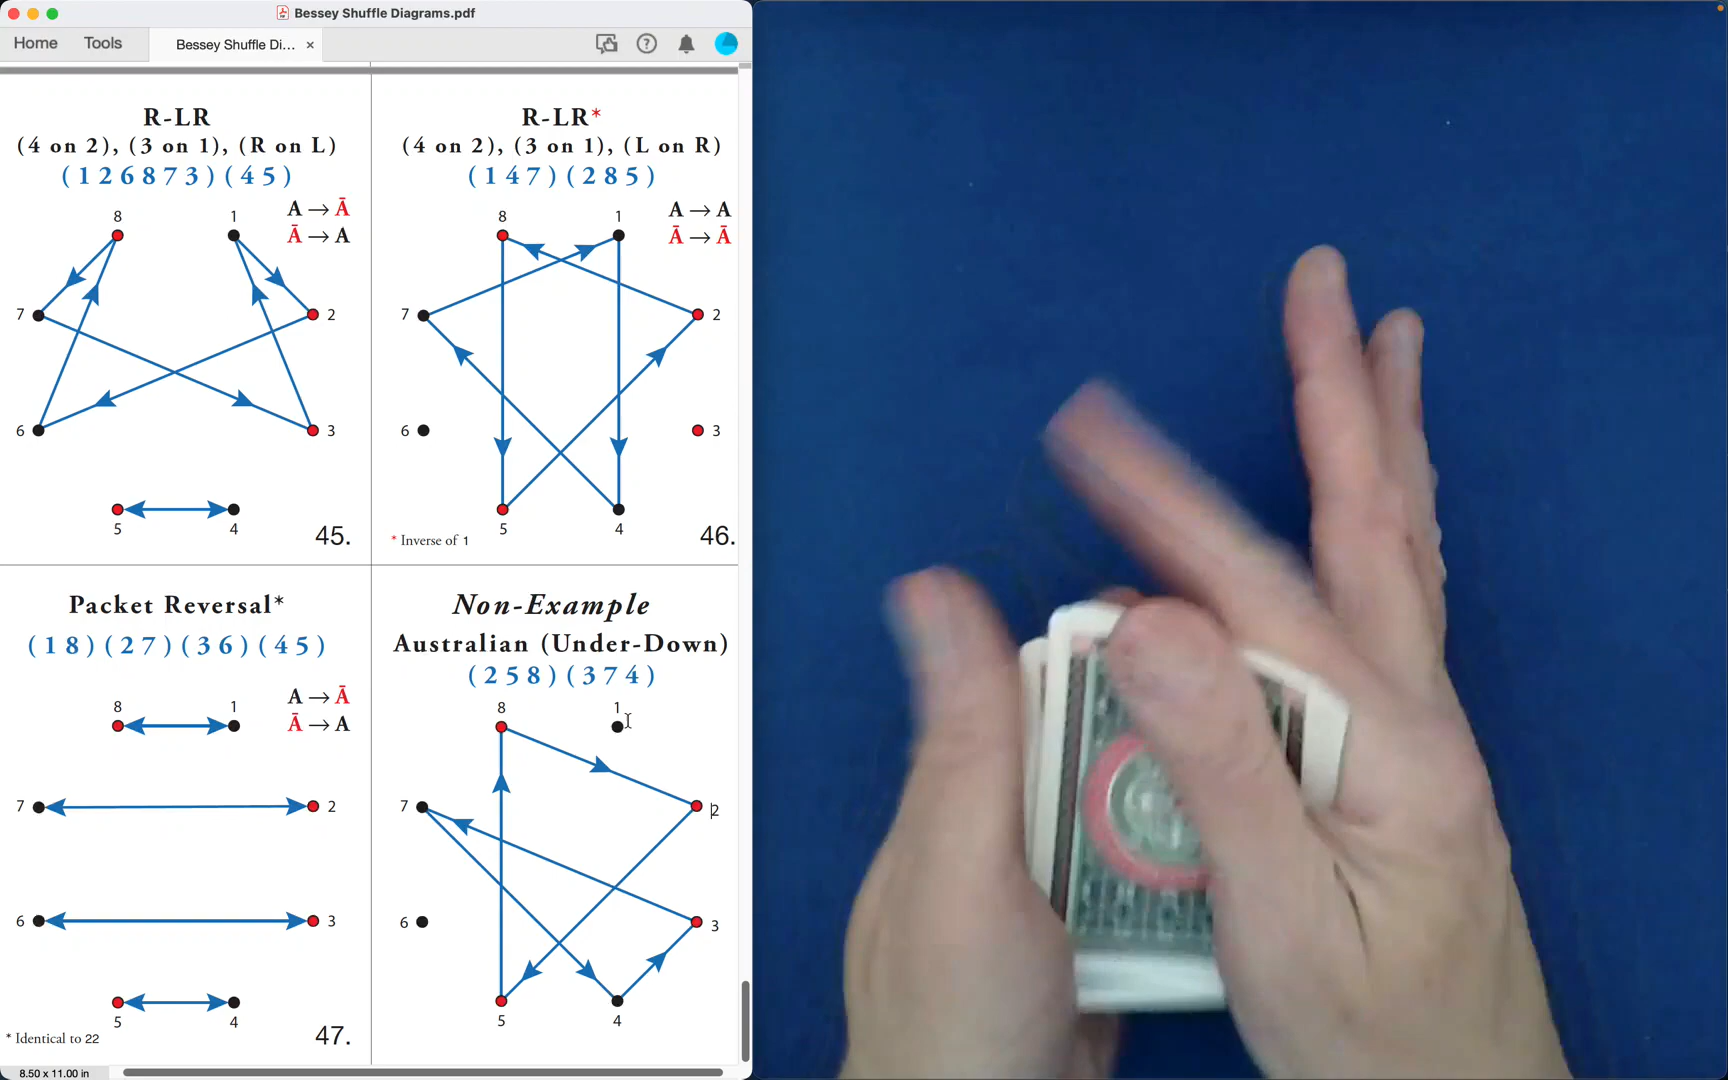 Bessey Shuffle Diagrams.pdf
Home
Tools
Bessey Shuffle Di... ×
?
R-LR
(4 on 2), (3 on 1), (R on L)
(126873)(45)
A → Ā
Ā → A
8
1
7
2
6
3
5
4
45.
R-LR*
(4 on 2), (3 on 1), (L on R)
(147)(285)
A → A
Ā → Ā
8
1
7
2
6
3
5
4
* Inverse of 1
46.
Packet Reversal*
(18)(27)(36)(45)
A → Ā
Ā → A
8
1
7
2
6
3
5
4
* Identical to 22
47.
Non-Example
Australian (Under-Down)
(258)(374)
8
1
7
2
6
3
5
4
8.50 x 11.00 in